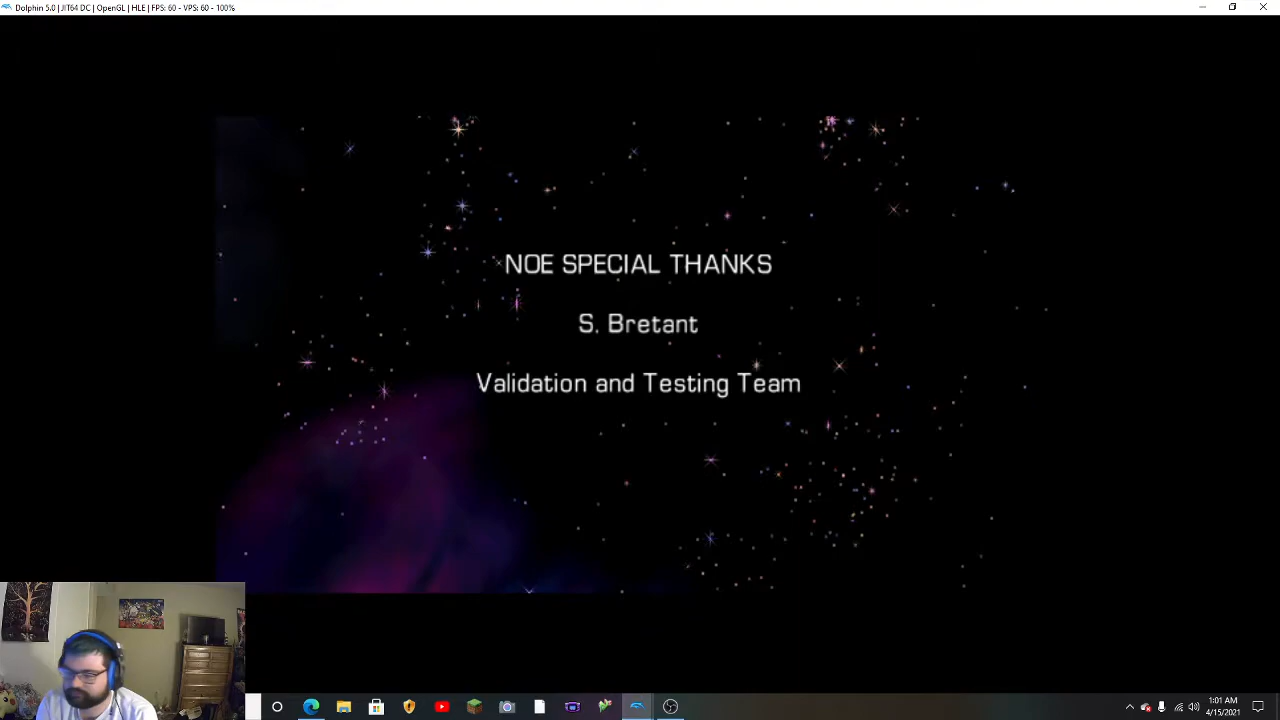 Dolphin 5.0 | JIT64 DC | OpenGL | HLE | FPS: 60 - VPS: 60 - 100%
NOE SPECIAL THANKS
S. Bretant
Validation and Testing Team
1:01 AM
4/15/2021